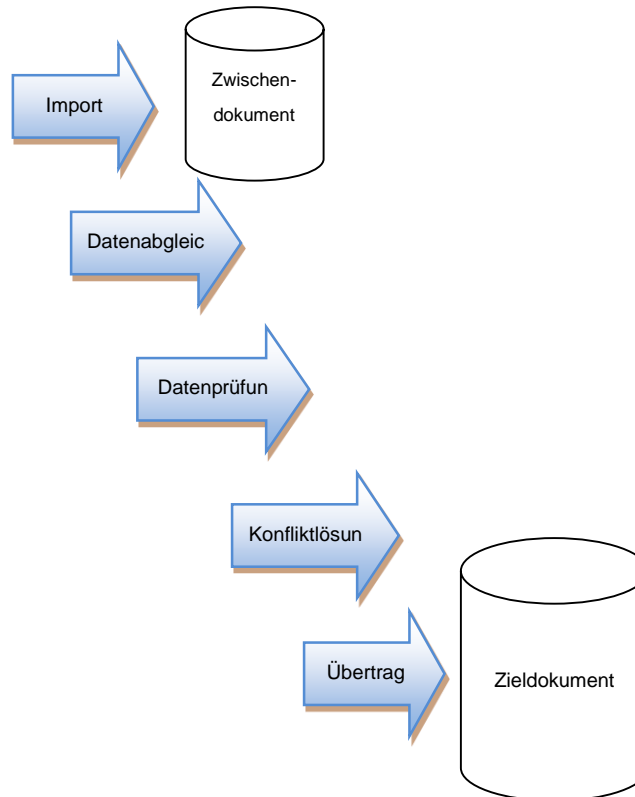 Import
Zwischen-
dokument
Datenabgleic
Datenprüfun
Konfliktlösun
Übertrag
Zieldokument